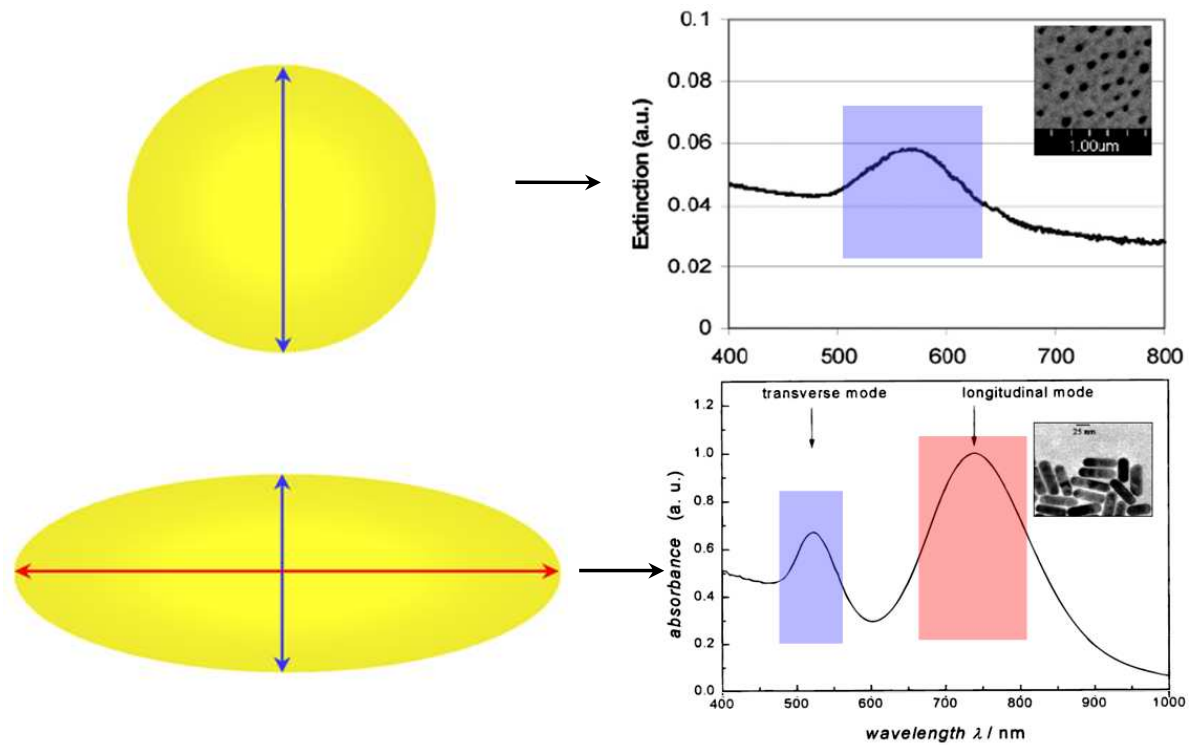 0.1
0.08
0.06
0.04
0.02
0
Extinction (a.u.)
1.00um
400 500 600 700 800
transverse mode longitudinal mode
1.2
1.0
0.8
0.6
0.4
0.2
0.0
absorbance (a. u.)
25 nm
400 500 600 700 800 900 1000
wavelength λ / nm